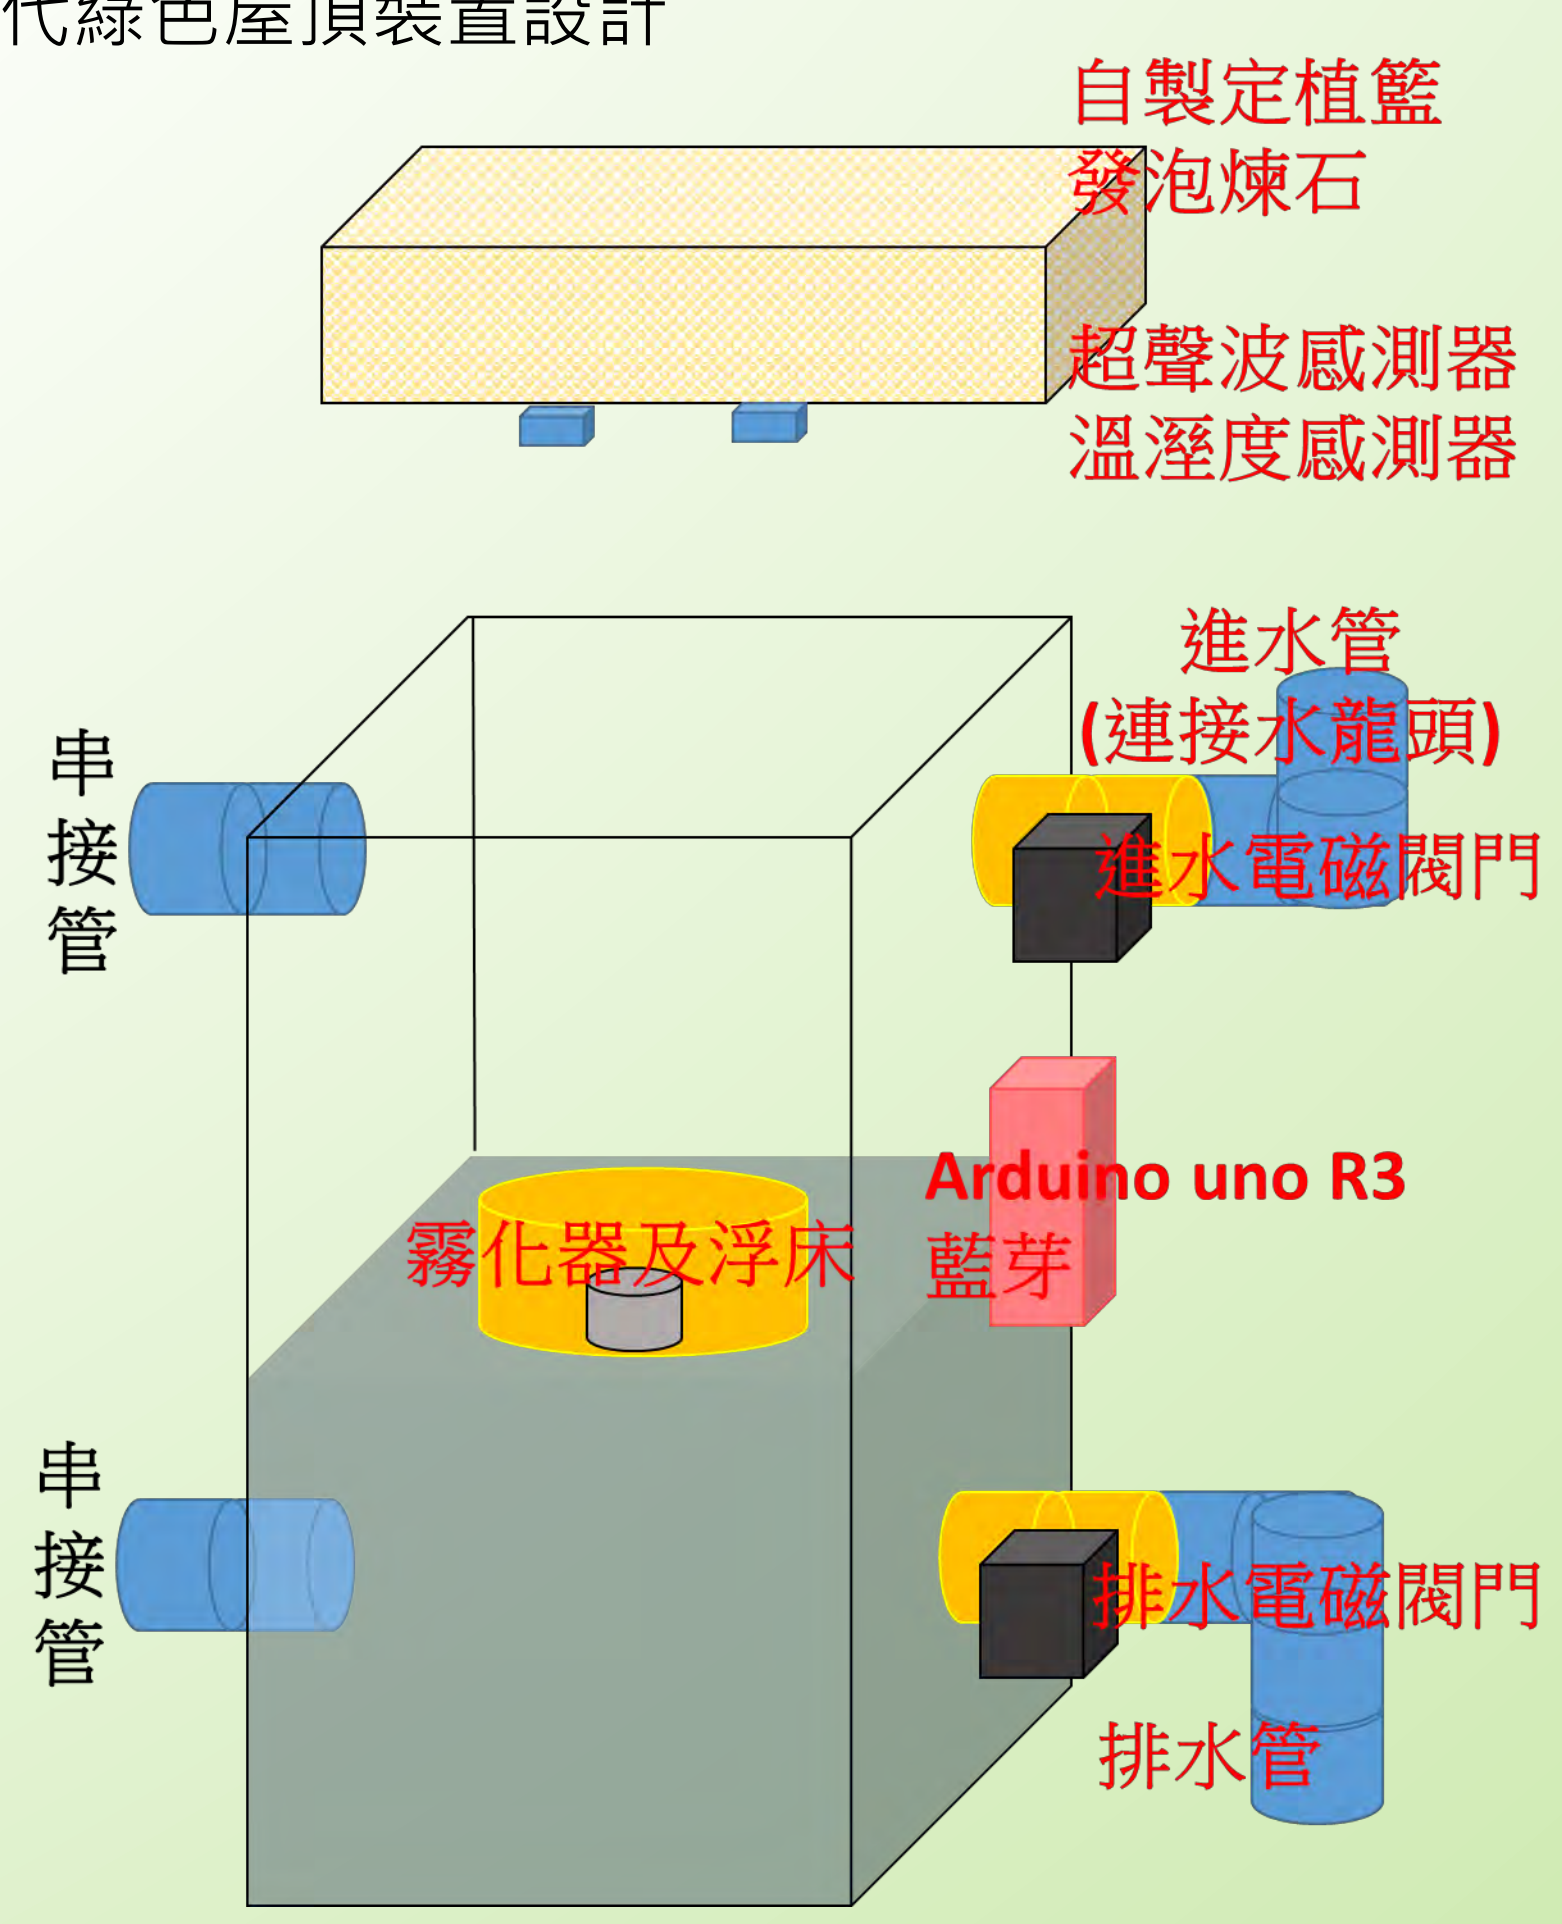 代綠色屋頂裝置設計
自製定植籃
發泡煉石
超聲波感測器
溫溼度感測器
進水管
(連接水龍頭)
串接管
進水電磁閥門
Arduino uno R3
藍芽
霧化器及浮床
串接管
排水電磁閥門
排水管